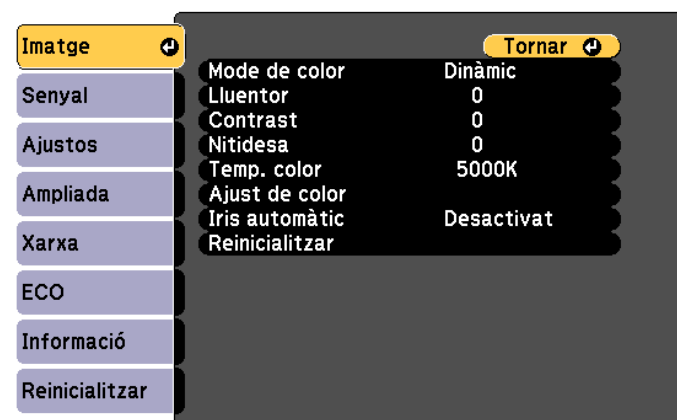 Imatge
Senyal
Ajustos
Ampliada
Xarxa
ECO
Informació
Reinicialitzar
Tornar
Mode de color Dinàmic
Lluentor 0
Contrast 0
Nitidesa 0
Temp. color 5000K
Ajust de color
Iris automàtic Desactivat
Reinicialitzar